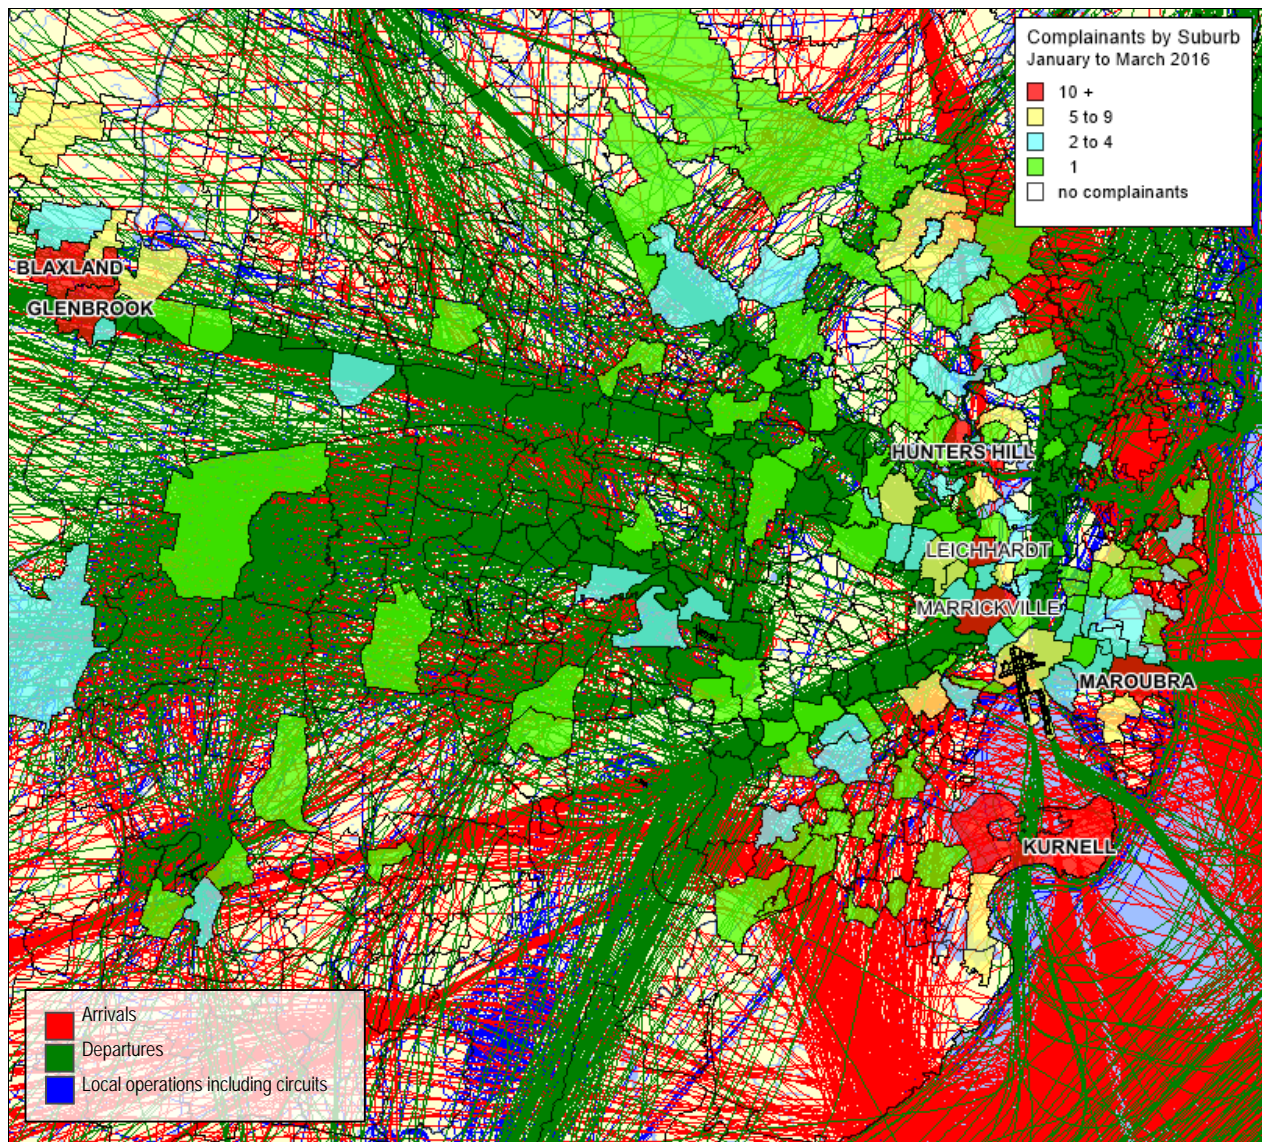 Complainants by Suburb
January to March 2016
10 +
5 to 9
2 to 4
1
no complainants
BLAXLAND
GLENBROOK
HUNTERS HILL
LEICHHARDT
MARRICKVILLE
MAROUBRA
KURNELL
Arrivals
Departures
Local operations including circuits